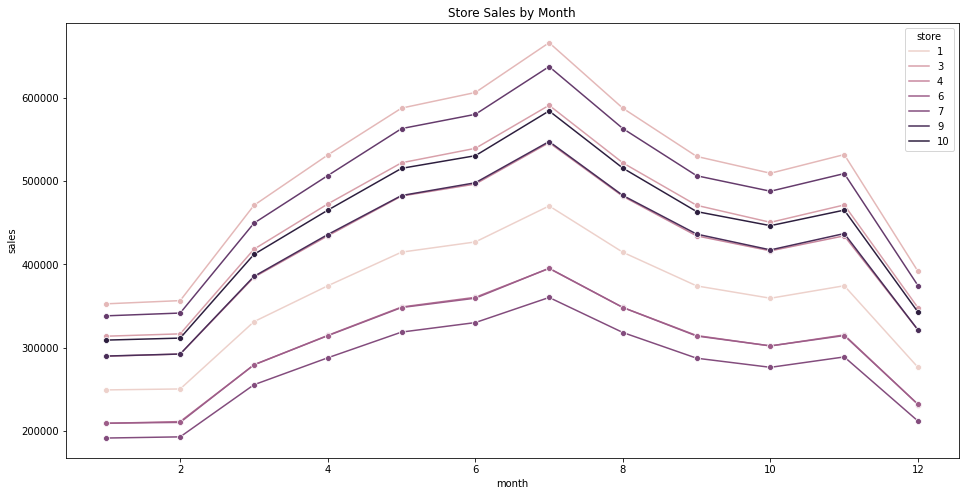 Store Sales by Month
store
1
3
4
6
7
9
10
sales
600000
500000
400000
300000
200000
2 4 6 8 10 12
month